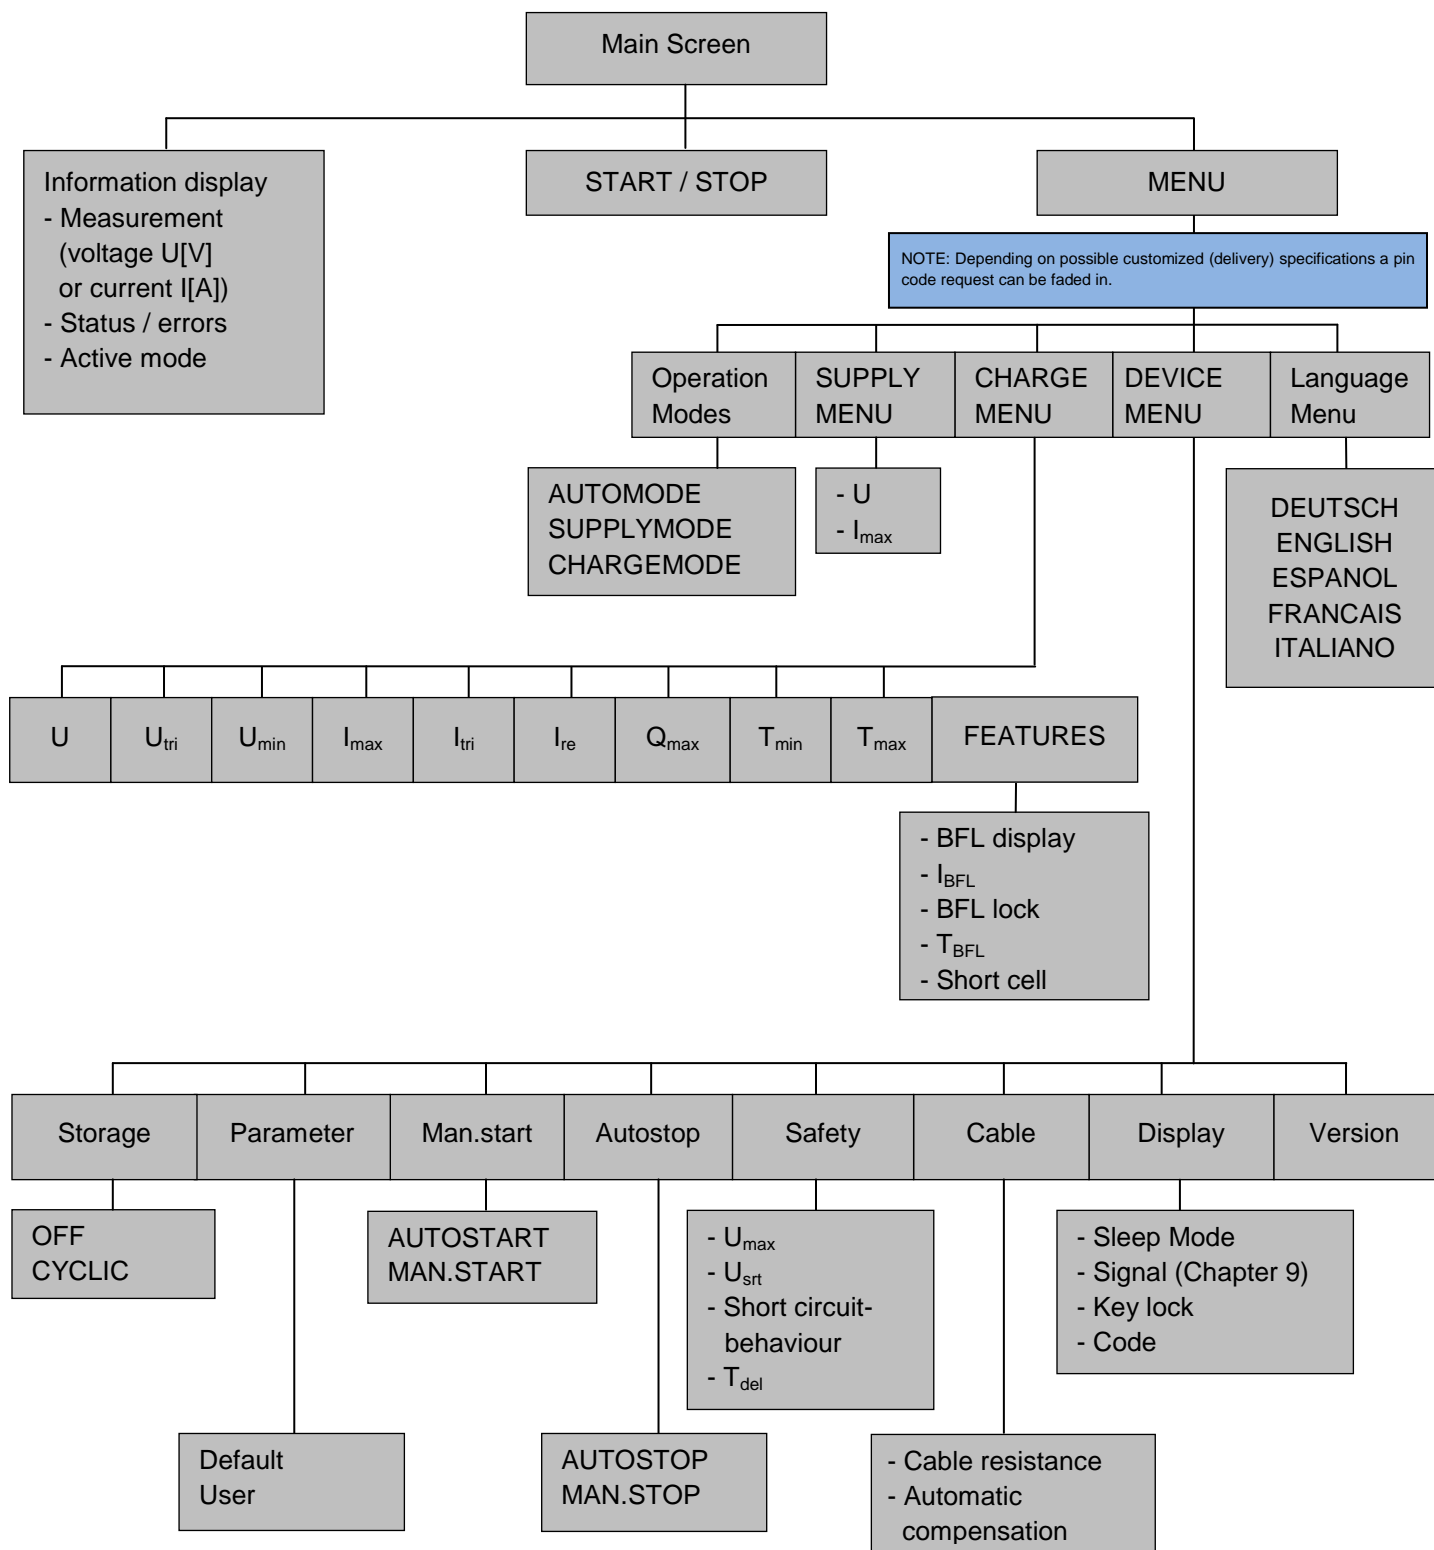 Main Screen
Information display
- Measurement
(voltage U[V]
or current I[A])
- Status / errors
- Active mode
START / STOP
MENU
NOTE: Depending on possible customized (delivery) specifications a pin
code request can be faded in.
Operation
Modes
SUPPLY
MENU
CHARGE
MENU
DEVICE
MENU
Language
Menu
AUTOMODE
SUPPLYMODE
CHARGEMODE
- U
- Imax
DEUTSCH
ENGLISH
ESPANOL
FRANCAIS
ITALIANO
U
Utri
Umin
Imax
Itri
Ire
Qmax
Tmin
Tmax
FEATURES
- BFL display
- IBFL
- BFL lock
- TBFL
- Short cell
Storage
Parameter
Man.start
Autostop
Safety
Cable
Display
Version
OFF
CYCLIC
AUTOSTART
MAN.START
- Umax
- Usrt
- Short circuit-
behaviour
- Tdel
- Sleep Mode
- Signal (Chapter 9)
- Key lock
- Code
Default
User
AUTOSTOP
MAN.STOP
- Cable resistance
- Automatic
compensation